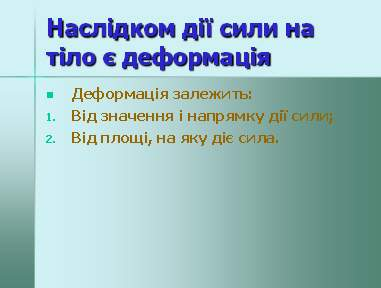 Наслідком дії сили на
тіло є деформація
Деформація залежить:
1. Від значення і напрямку дії сили;
2. Від площі, на яку діє сила.